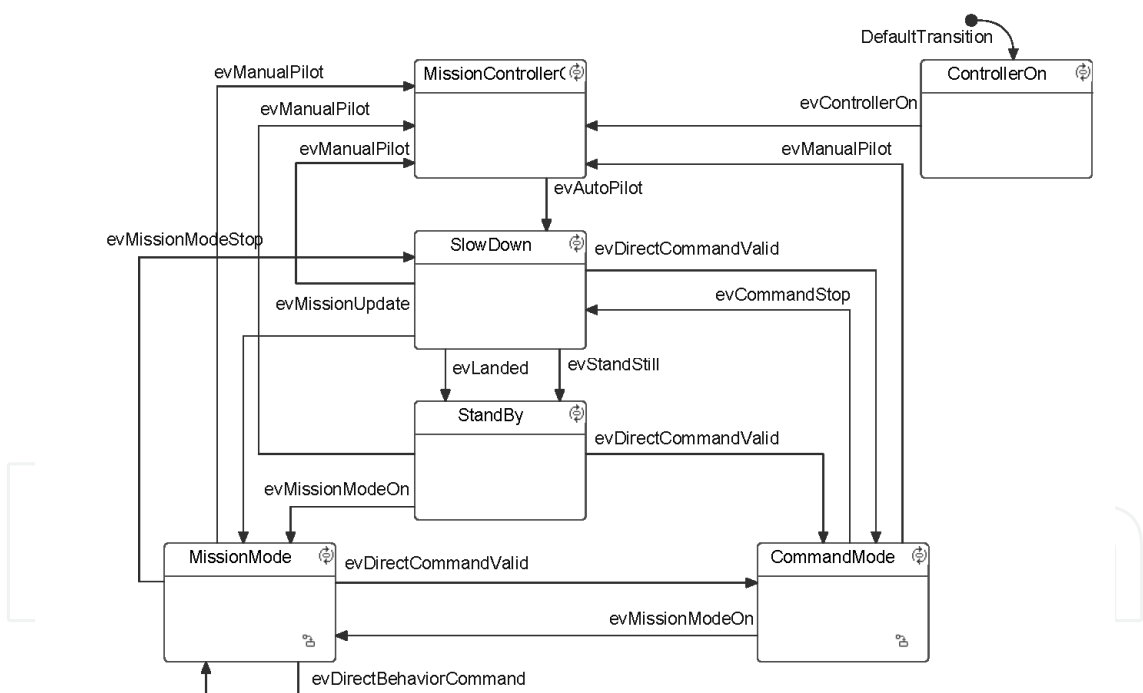 DefaultTransition
evManualPilot
MissionController
ControllerOn
evManualPilot
evControllerOn
evManualPilot
evManualPilot
evAutoPilot
evMissionModeStop
SlowDown
evDirectCommandValid
evMissionUpdate
evCommandStop
evLanded
evStandStill
StandBy
evDirectCommandValid
evMissionModeOn
MissionMode
evDirectCommandValid
CommandMode
evMissionModeOn
evDirectBehaviorCommand